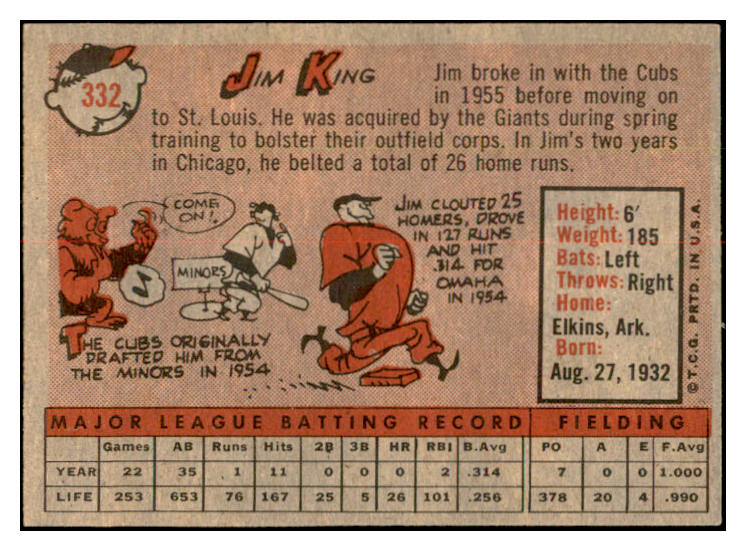 332
JIM KING
Jim broke in with the Cubs
in 1955 before moving on
to St. Louis. He was acquired by the Giants during spring
training to bolster their outfield corps. In Jim's two years
in Chicago, he belted a total of 26 home runs.
COME
ON!
MINORS
THE CUBS ORIGINALLY
DRAFTED HIM FROM
THE MINORS IN 1954
JIM CLOUTED 25
HOMERS, DROVE
IN 127 RUNS
AND HIT
.314 FOR
OMAHA
IN 1954
Height: 6'
Weight: 185
Bats: Left
Throws: Right
Home:
Elkins, Ark.
Born:
Aug. 27, 1932
© T.C.G. PRTD. IN U.S.A.
MAJOR LEAGUE BATTING RECORD FIELDING
Games AB Runs Hits 2B 3B HR RBI B.Avg PO A E F.Avg
YEAR 22 35 1 11 0 0 0 2 .314 7 0 0 1.000
LIFE 253 653 76 167 25 5 26 101 .256 378 20 4 .990